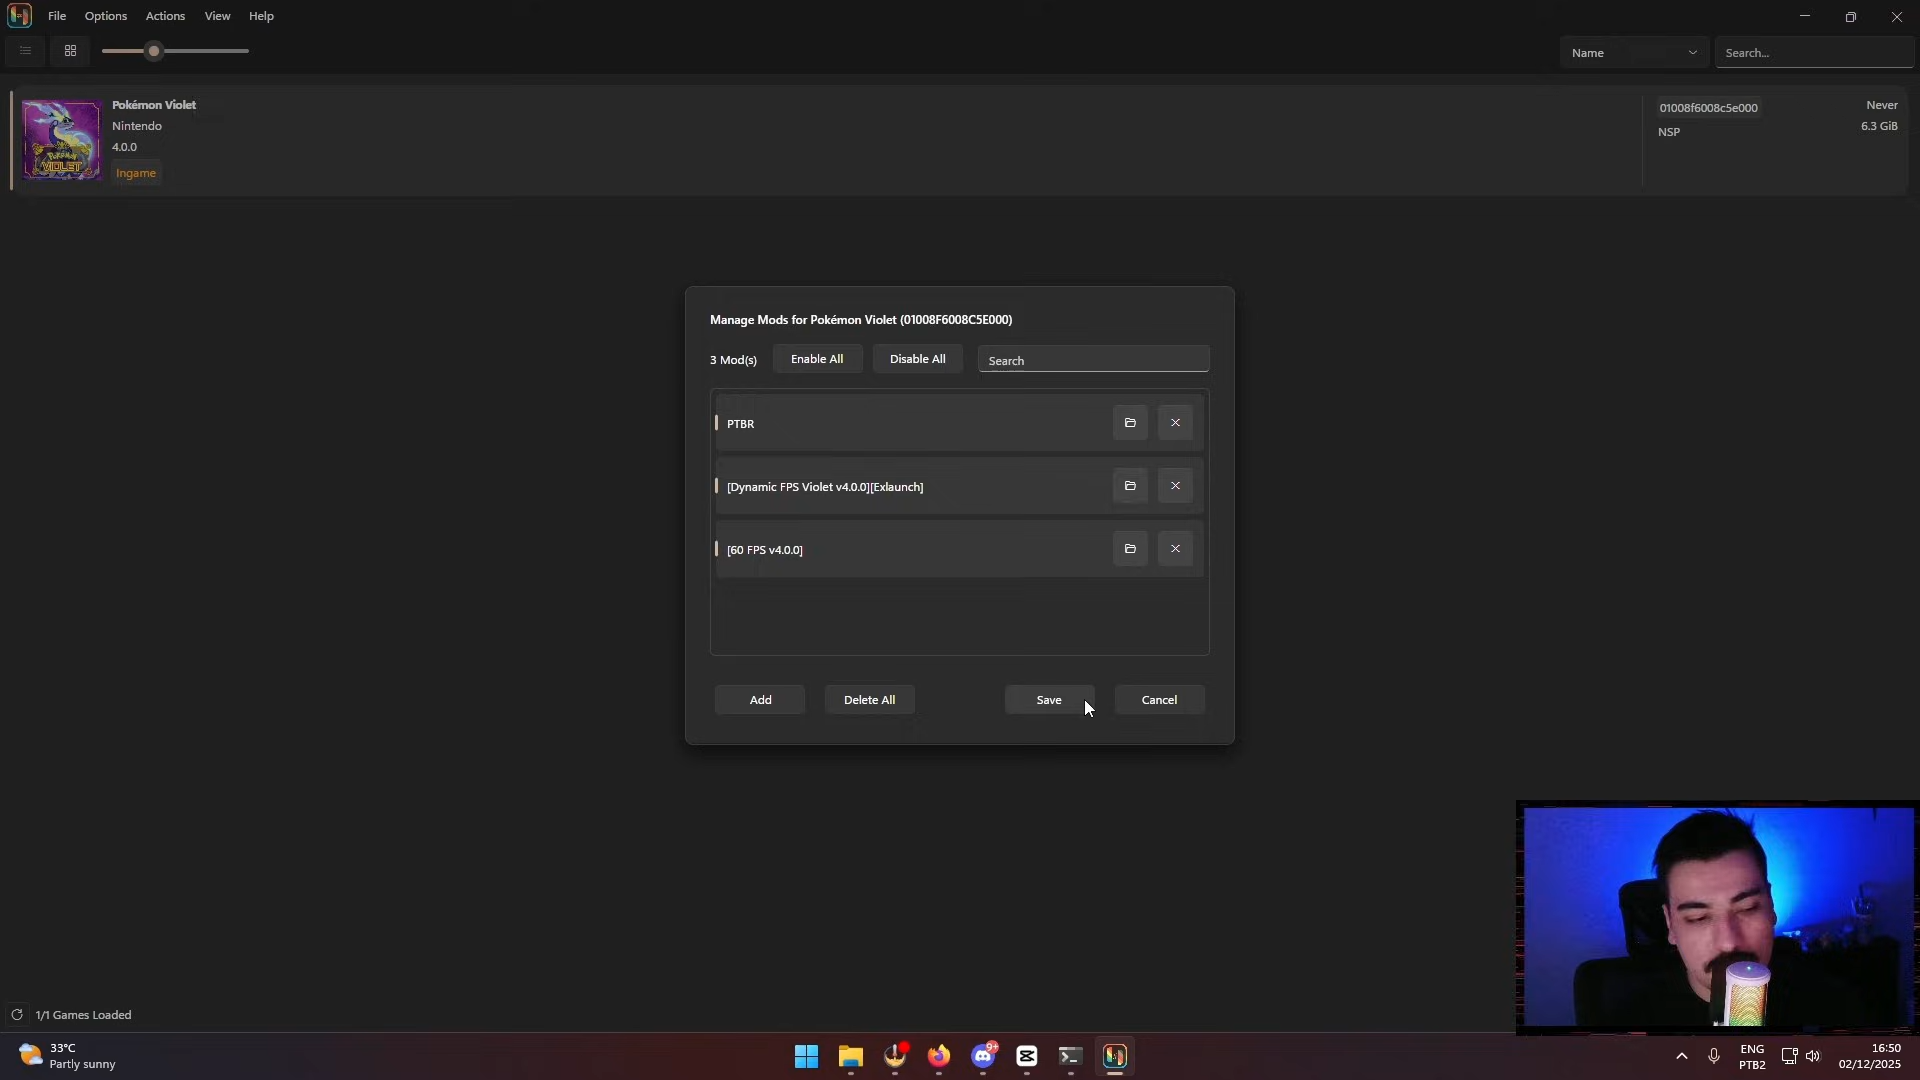 File Options Actions View Help
Name
Search...
Pokémon Violet
Nintendo
4.0.0
Ingame
01008f6008c5e000
NSP
Never
6.3 GiB
Manage Mods for Pokémon Violet (01008F6008C5E000)
3 Mod(s) Enable All Disable All Search
PTBR
[Dynamic FPS Violet v4.0.0][Exlaunch]
[60 FPS v4.0.0]
Add Delete All Save Cancel
1/1 Games Loaded
33°C
Partly sunny
9+
ENG
PTB2
16:50
02/12/2025